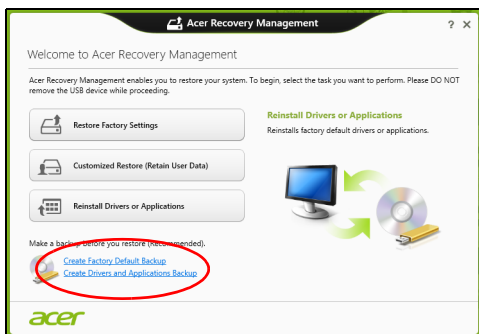 Acer Recovery Management
? X
Welcome to Acer Recovery Management
Acer Recovery Management enables you to restore your system. To begin, select the task you want to perform. Please DO NOT
remove the USB device while proceeding.
Restore Factory Settings
Customized Restore (Retain User Data)
Reinstall Drivers or Applications
Reinstall Drivers or Applications
Reinstalls factory default drivers or applications.
Make a backup before you restore (Recommended).
Create Factory Default Backup
Create Drivers and Applications Backup
acer